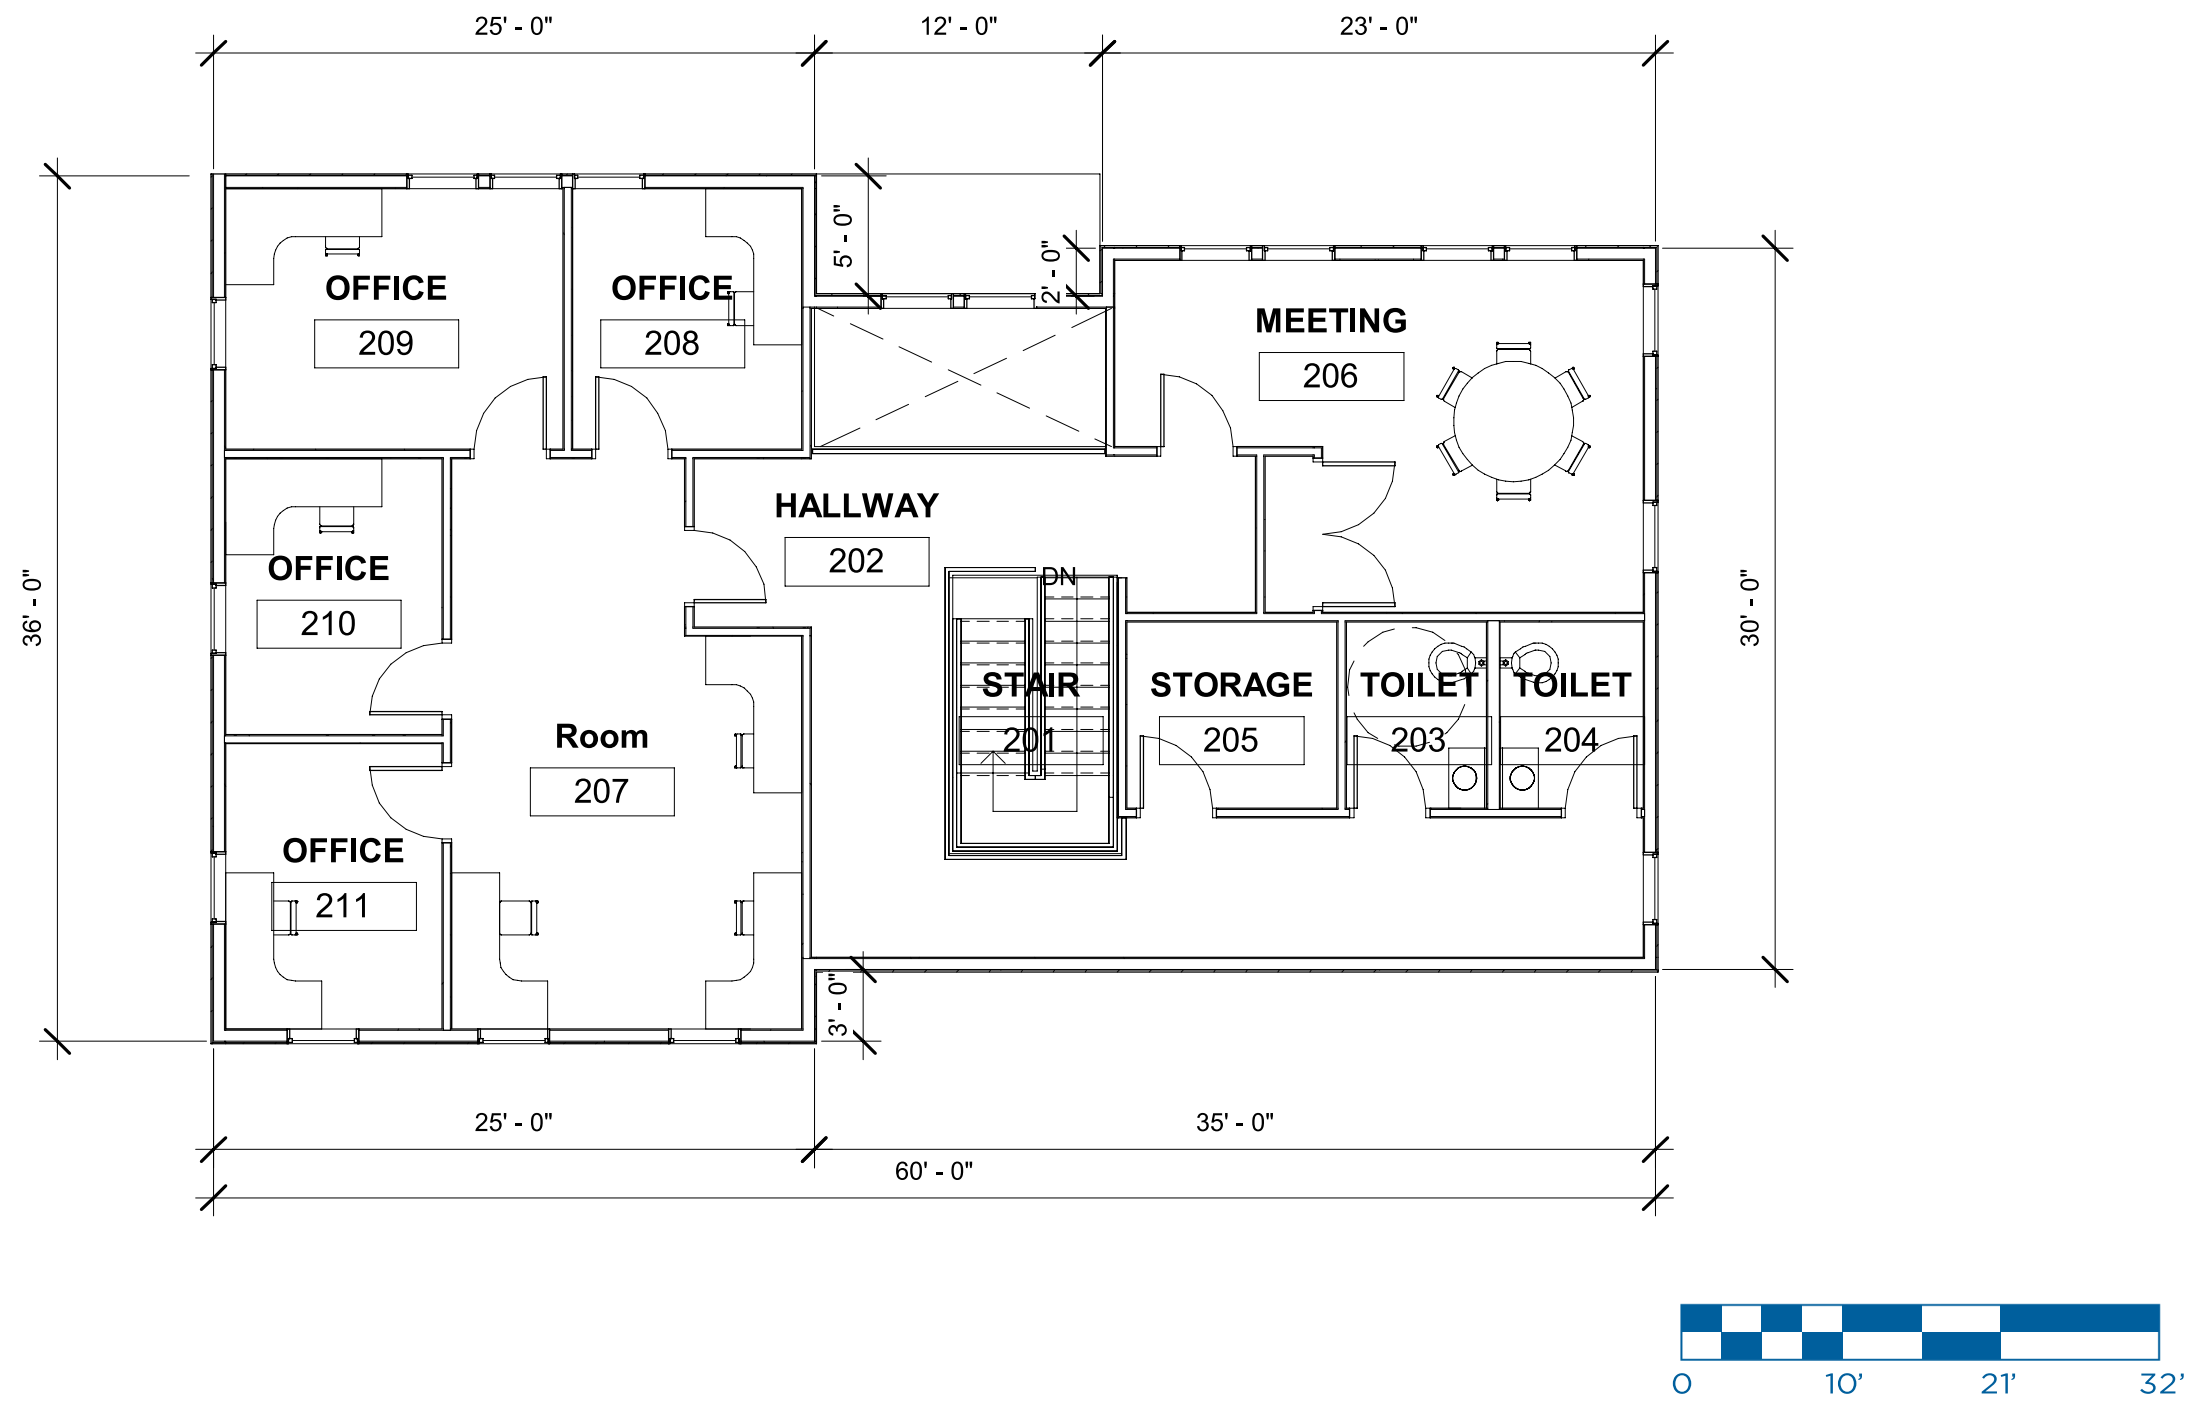 25' - 0"
12' - 0"
23' - 0"
5' - 0"
2' - 0"
OFFICE
209
OFFICE
208
MEETING
206
HALLWAY
202
OFFICE
210
DN
36' - 0"
30' - 0"
STAIR
201
STORAGE
205
TOILET
203
TOILET
204
Room
207
OFFICE
211
3' - 0"
25' - 0"
35' - 0"
60' - 0"
0
10'
21'
32'